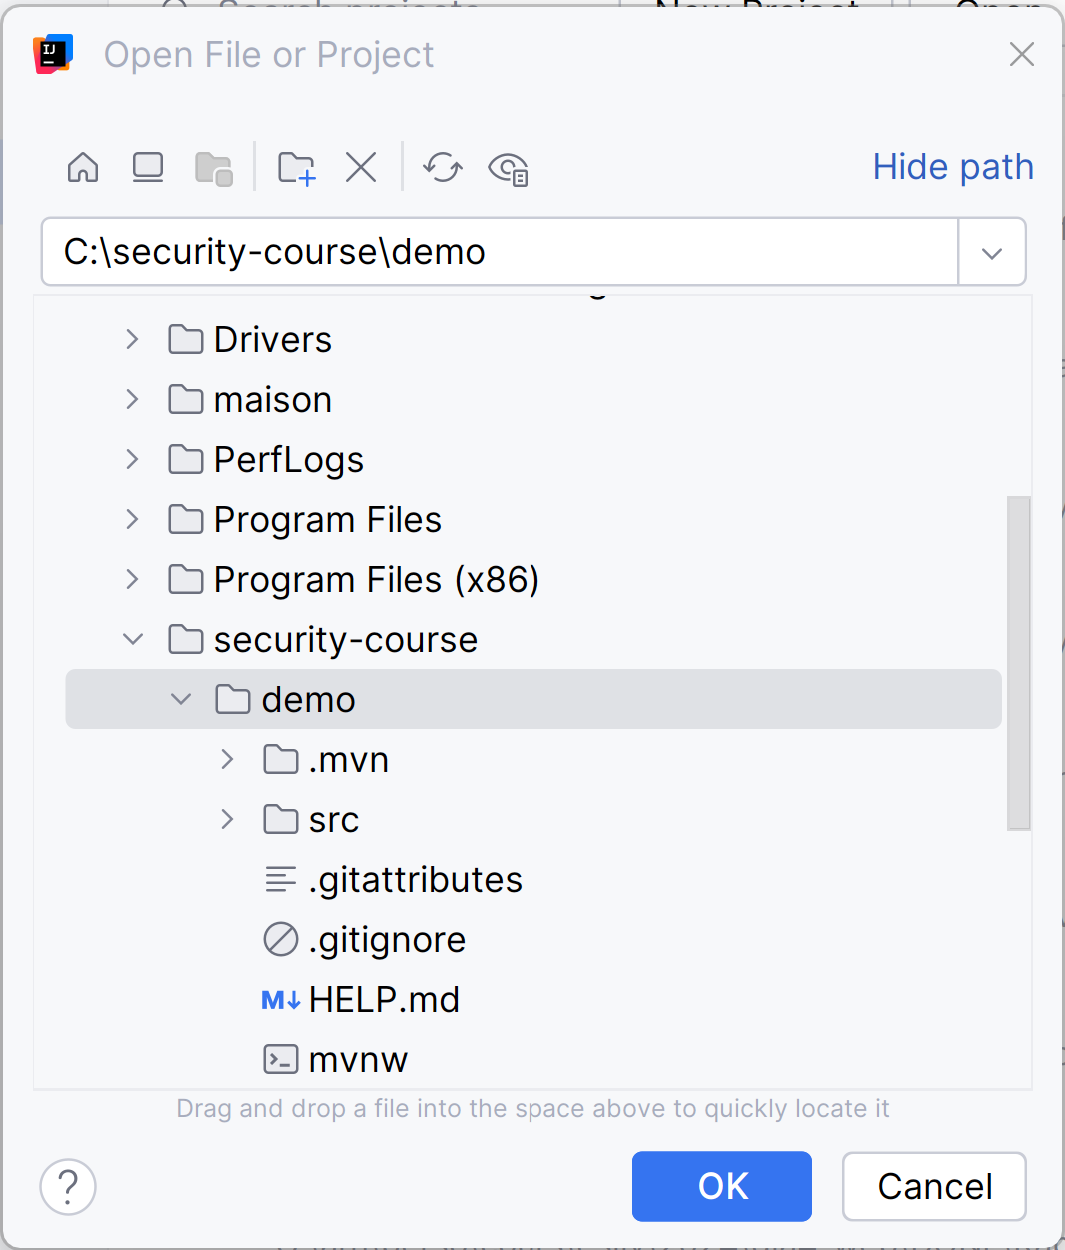 IJ
Open File or Project
Hide path
C:\security-course\demo
Drivers
maison
PerfLogs
Program Files
Program Files (x86)
security-course
demo
.mvn
src
.gitattributes
.gitignore
M↓ HELP.md
mvnw
Drag and drop a file into the space above to quickly locate it
? OK Cancel